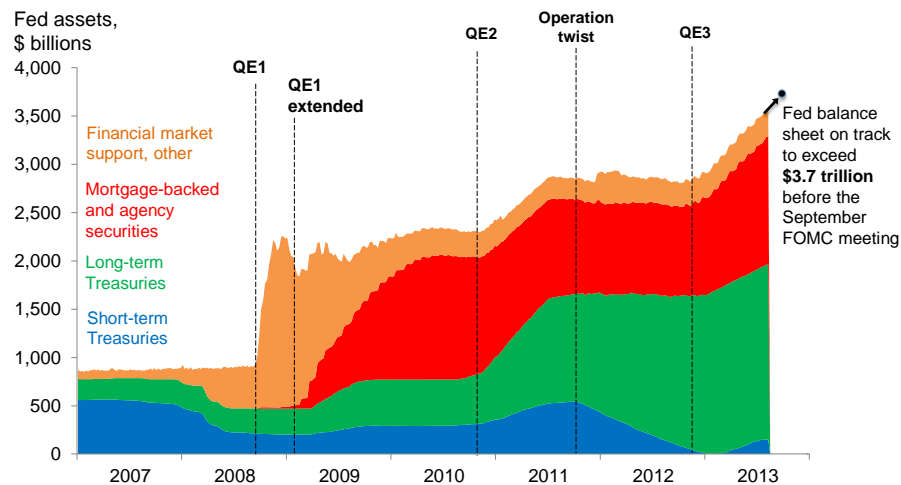 Fed assets,
$ billions
QE1
QE1
extended
QE2
Operation
twist
QE3
4,000
3,500
3,000
2,500
2,000
1,500
1,000
500
0
Financial market
support, other
Mortgage-backed
and agency
securities
Long-term
Treasuries
Short-term
Treasuries
Fed balance
sheet on track
to exceed
$3.7 trillion
before the
September
FOMC meeting
2007 2008 2009 2010 2011 2012 2013